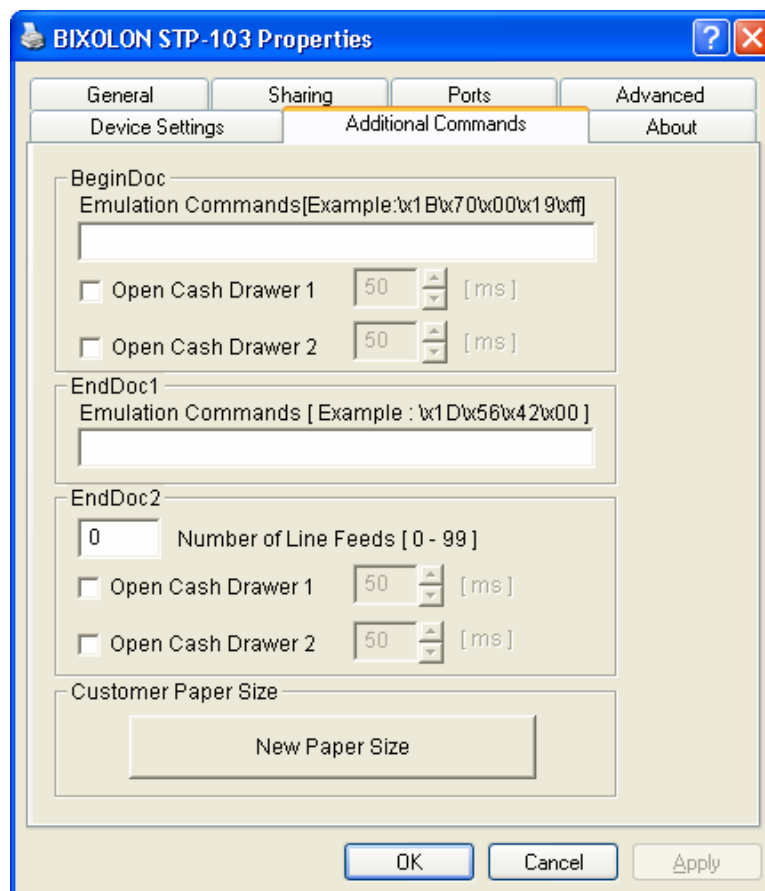 BIXOLON STP-103 Properties
General Sharing Ports Advanced
Device Settings Additional Commands About
BeginDoc
Emulation Commands[Example:\x1B\x70\x00\x19\xff]
Open Cash Drawer 1 50 [ms]
Open Cash Drawer 2 50 [ms]
EndDoc1
Emulation Commands [ Example : \x1D\x56\x42\x00 ]
EndDoc2
0 Number of Line Feeds [ 0 - 99 ]
Open Cash Drawer 1 50 [ms]
Open Cash Drawer 2 50 [ms]
Customer Paper Size
New Paper Size
OK Cancel Apply